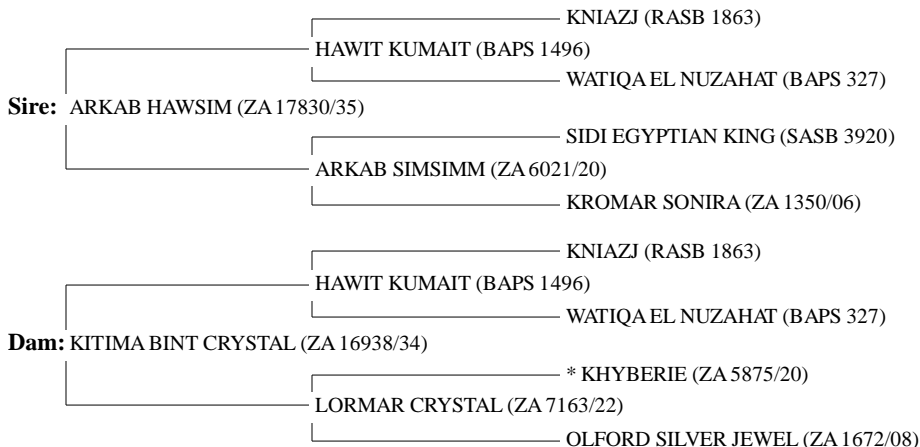 KNIAZJ (RASB 1863)
HAWIT KUMAIT (BAPS 1496)
WATIQA EL NUZAHAT (BAPS 327)
Sire: ARKAB HAWSIM (ZA 17830/35)
SIDI EGYPTIAN KING (SASB 3920)
ARKAB SIMSIMM (ZA 6021/20)
KROMAR SONIRA (ZA 1350/06)
KNIAZJ (RASB 1863)
HAWIT KUMAIT (BAPS 1496)
WATIQA EL NUZAHAT (BAPS 327)
Dam: KITIMA BINT CRYSTAL (ZA 16938/34)
* KHYBERIE (ZA 5875/20)
LORMAR CRYSTAL (ZA 7163/22)
OLFORD SILVER JEWEL (ZA 1672/08)